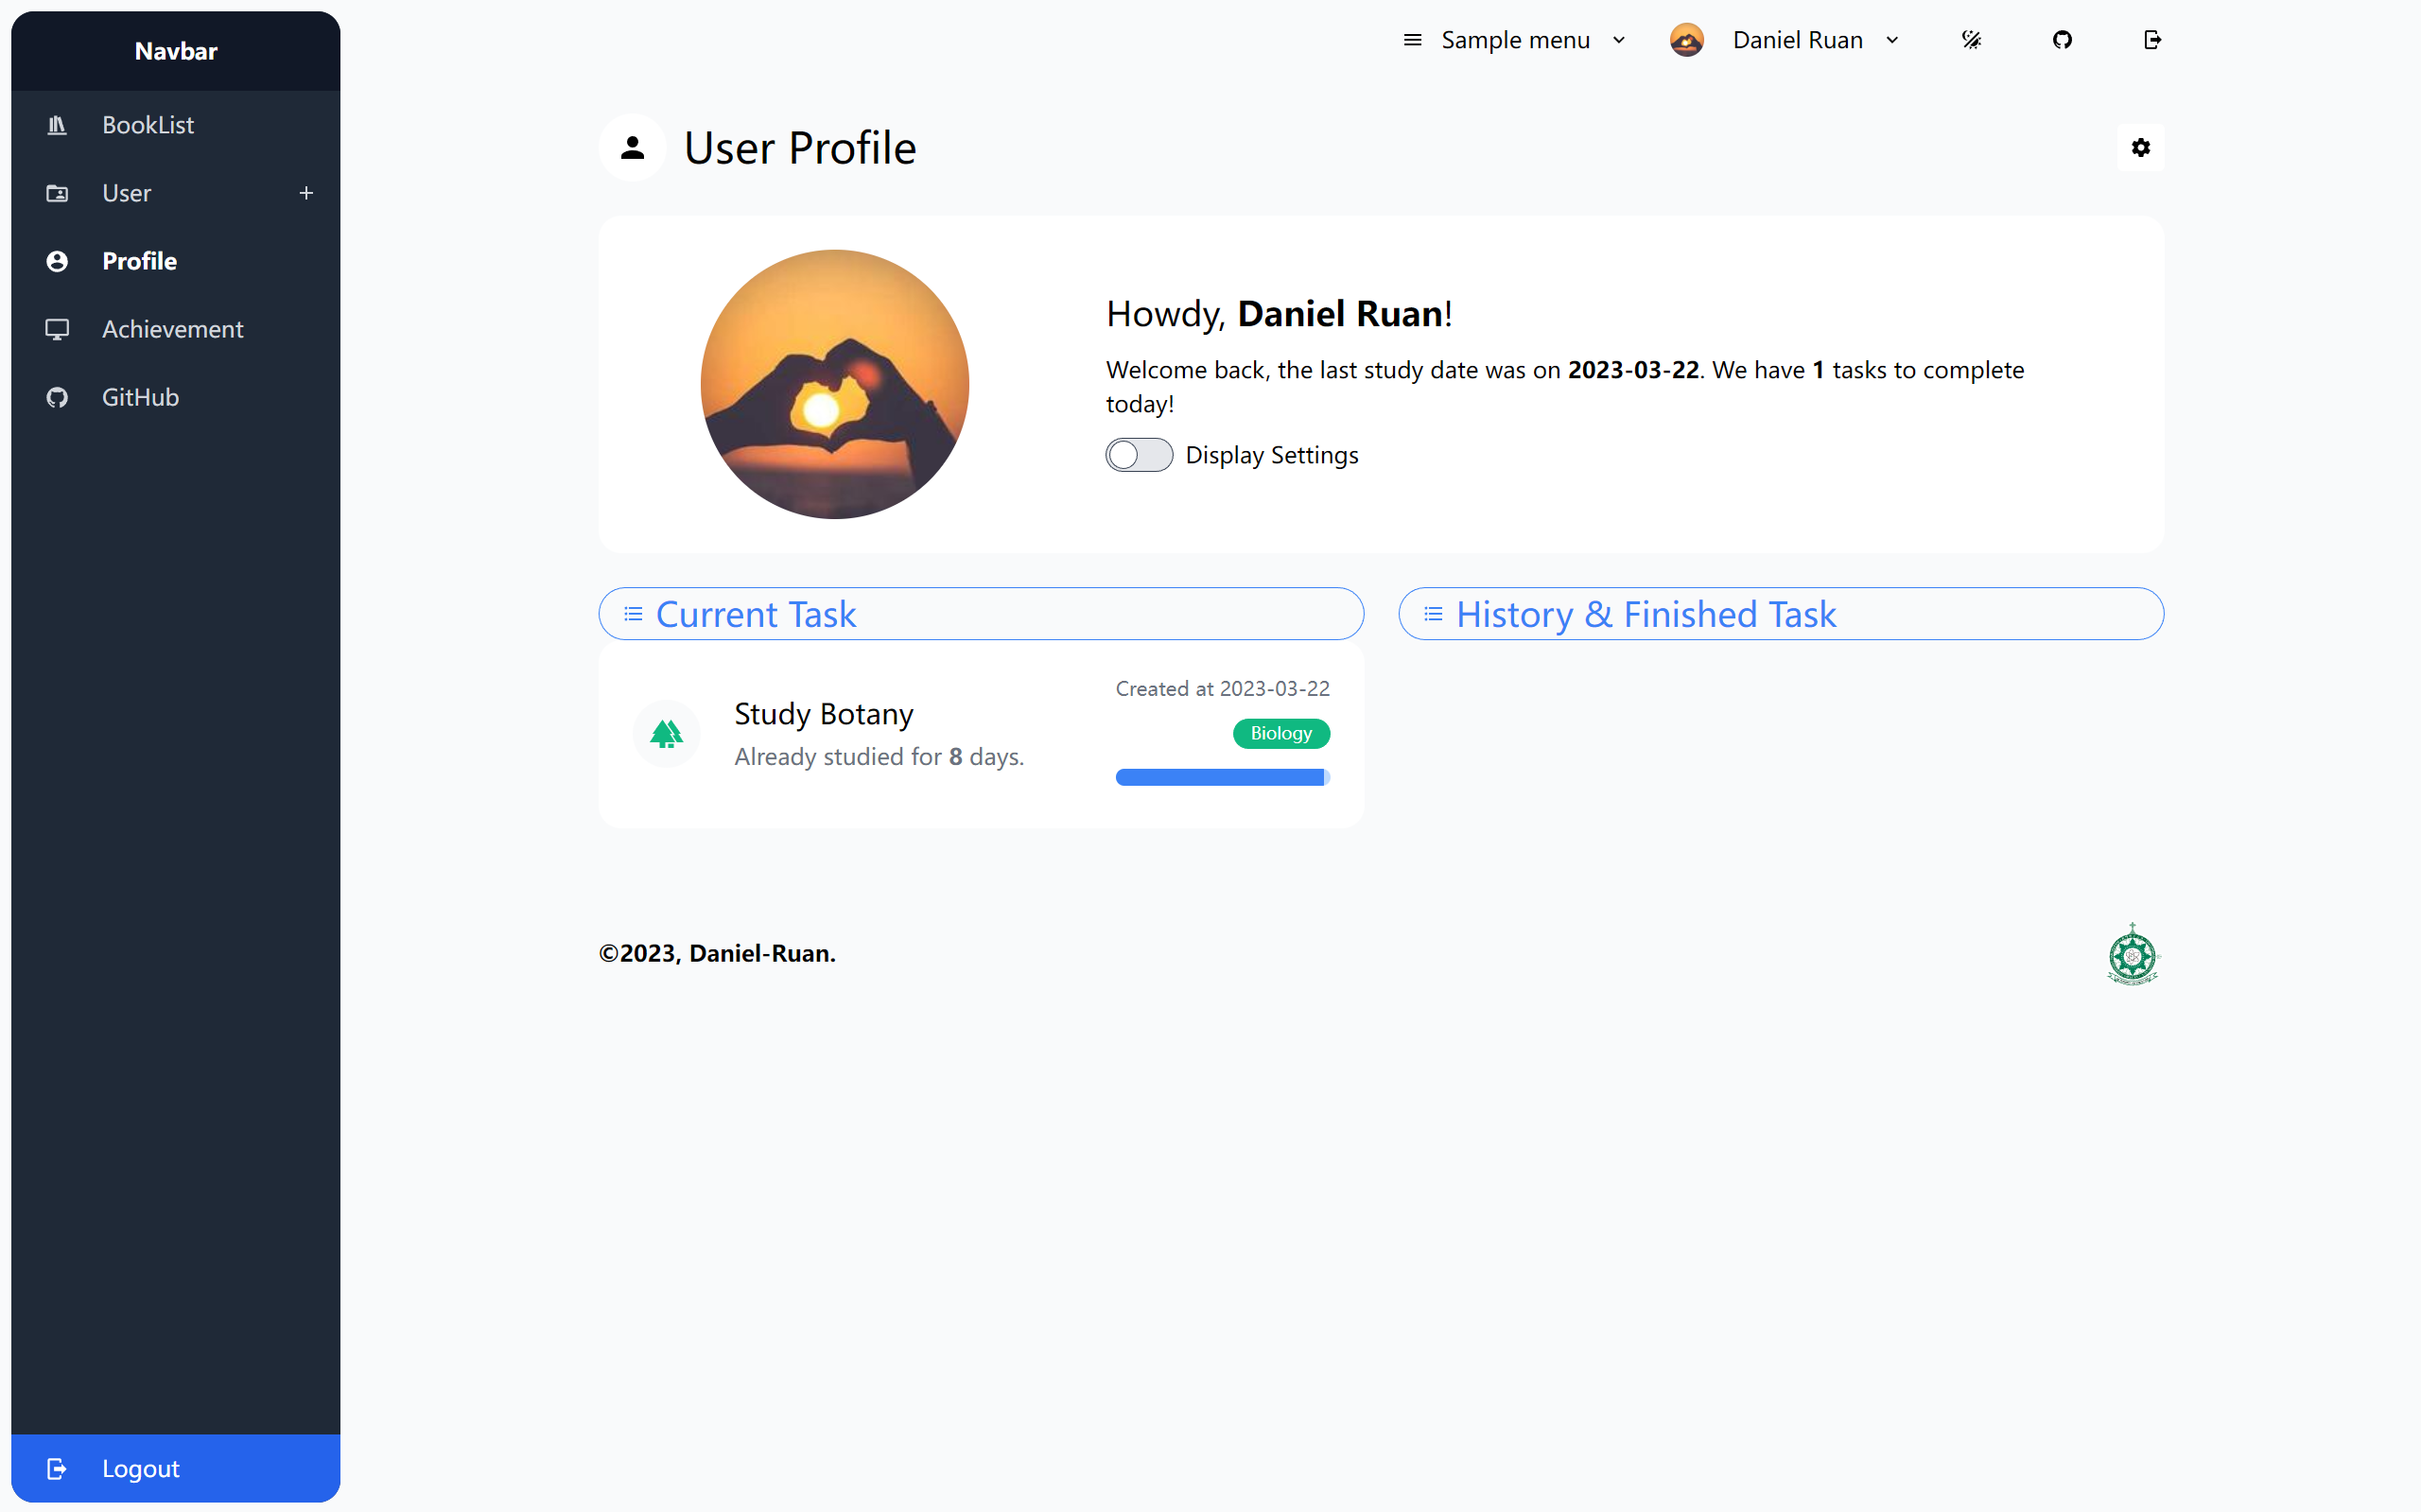 Navbar
BookList
User
Profile
Achievement
GitHub
Logout
Sample menu
Daniel Ruan
User Profile
Howdy, Daniel Ruan!
Welcome back, the last study date was on 2023-03-22. We have 1 tasks to complete
today!
Display Settings
Current Task
Study Botany
Already studied for 8 days.
Created at 2023-03-22
Biology
History & Finished Task
©2023, Daniel-Ruan.